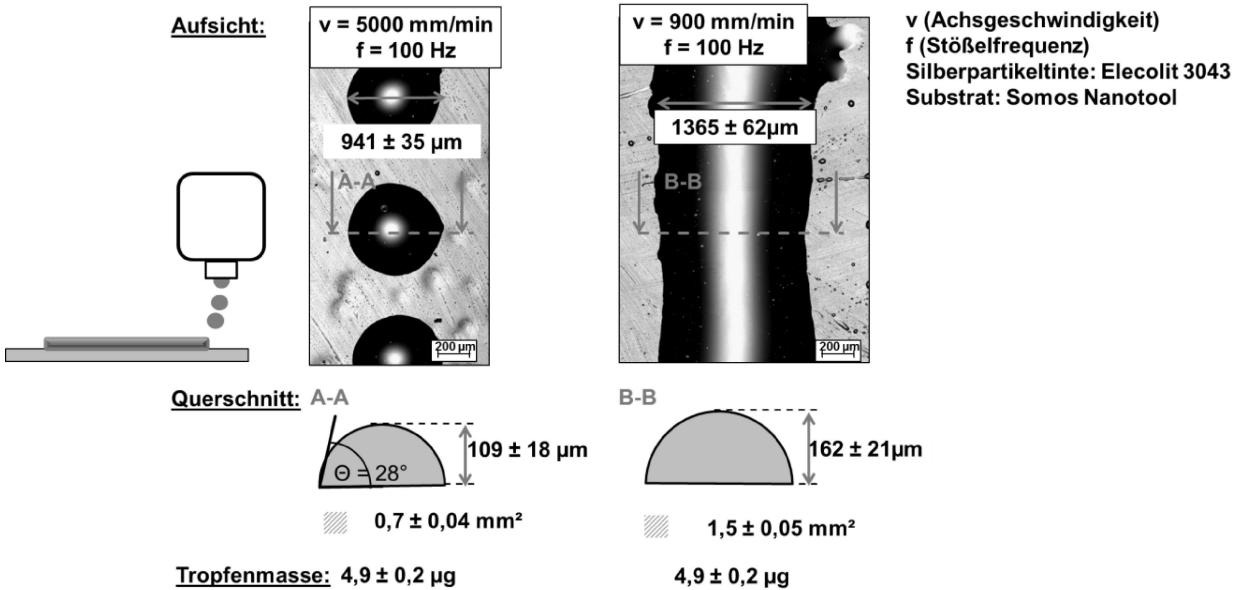 Aufsicht:
v = 5000 mm/min
f = 100 Hz
941 ± 35 µm
A-A
200 µm
v = 900 mm/min
f = 100 Hz
1365 ± 62µm
B-B
200 µm
v (Achsgeschwindigkeit)
f (Stößelfrequenz)
Silberpartikeltinte: Elecolit 3043
Substrat: Somos Nanotool
Querschnitt: A-A
B-B
Θ = 28°
109 ± 18 µm
162 ± 21µm
0,7 ± 0,04 mm²
1,5 ± 0,05 mm²
Tropfenmasse: 4,9 ± 0,2 µg
4,9 ± 0,2 µg